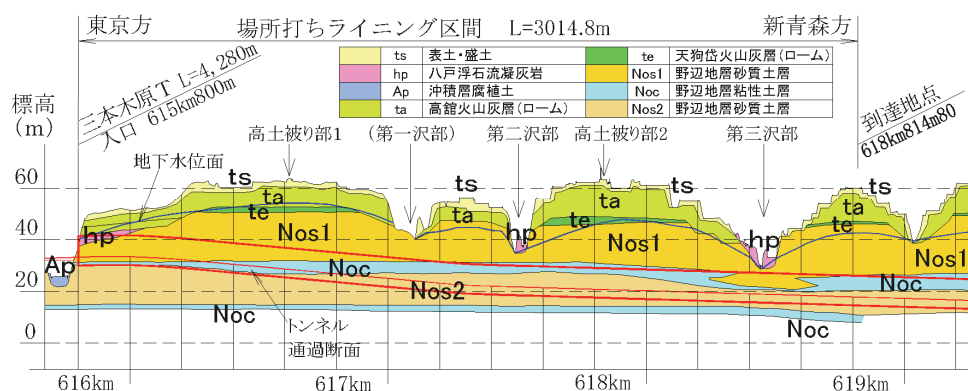 東京方
場所打ちライニング区間 L=3014.8m
新青森方
ts 表土・盛土
te 天狗岱火山灰層(ローム)
hp 八戸浮石流凝灰岩
Nos1 野辺地層砂質土層
Ap 沖積層腐植土
Noc 野辺地層粘性土層
ta 高舘火山灰層(ローム)
Nos2 野辺地層砂質土層
三本木原T L=4,280m
入口 615km800m
標高
(m)
到達地点
618km814m80
高土被り部1
(第一沢部)
第二沢部
高土被り部2
第三沢部
地下水位面
60
40
20
0
ts
ta
te
hp
Nos1
Ap
Noc
Nos2
Noc
ts
ta
hp
ts
ta
te
Nos1
hp
ts
ta
te
Nos1
Noc
Noc
トンネル
通過断面
616km
617km
618km
619km